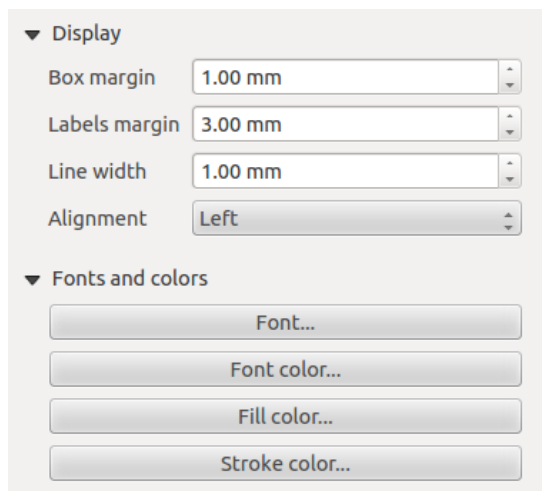 Display
Box margin 1.00 mm
Labels margin 3.00 mm
Line width 1.00 mm
Alignment Left
Fonts and colors
Font...
Font color...
Fill color...
Stroke color...